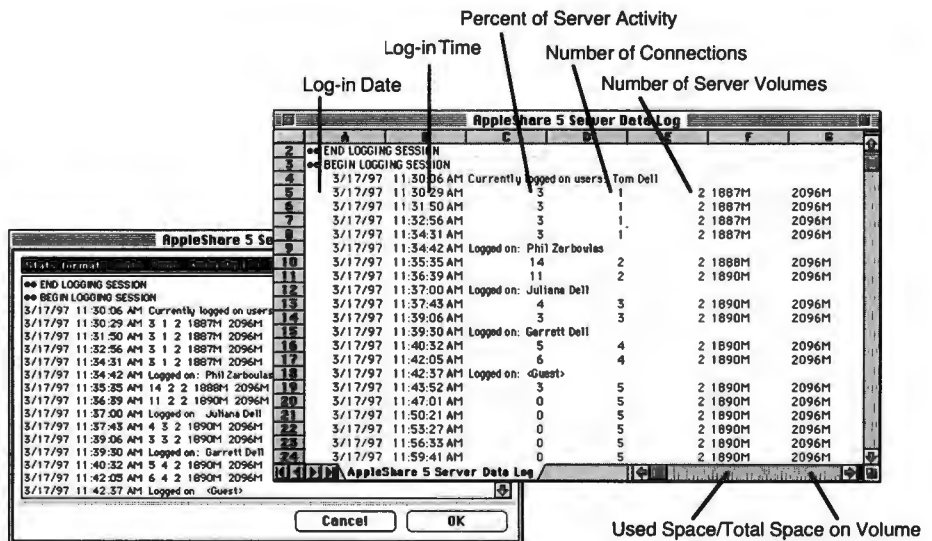 Percent of Server Activity
Log-in Time
Number of Connections
Log-in Date
Number of Server Volumes
AppleShare 5 Server Data Log
A B C D E F G
2 •• END LOGGING SESSION
3 •• BEGIN LOGGING SESSION
4 3/17/97 11:30:06 AM Currently logged on users: Tom Dell
5 3/17/97 11:30:29 AM 3 1 2 1887M 2096M
6 3/17/97 11:31:50 AM 3 1 2 1887M 2096M
7 3/17/97 11:32:56 AM 3 1 2 1887M 2096M
8 3/17/97 11:34:31 AM 3 1 2 1887M 2096M
9 3/17/97 11:34:42 AM Logged on: Phil Zarboulas
10 3/17/97 11:35:35 AM 14 2 2 1888M 2096M
11 3/17/97 11:36:39 AM 11 2 2 1890M 2096M
12 3/17/97 11:37:00 AM Logged on: Juliana Dell
13 3/17/97 11:37:43 AM 4 3 2 1890M 2096M
14 3/17/97 11:39:06 AM 3 3 2 1890M 2096M
15 3/17/97 11:39:30 AM Logged on: Garrett Dell
16 3/17/97 11:40:32 AM 5 4 2 1890M 2096M
17 3/17/97 11:42:05 AM 6 4 2 1890M 2096M
18 3/17/97 11:42:37 AM Logged on: <Guest>
19 3/17/97 11:43:52 AM 3 5 2 1890M 2096M
20 3/17/97 11:47:01 AM 0 5 2 1890M 2096M
21 3/17/97 11:50:21 AM 0 5 2 1890M 2096M
22 3/17/97 11:53:27 AM 0 5 2 1890M 2096M
23 3/17/97 11:56:33 AM 0 5 2 1890M 2096M
24 3/17/97 11:59:41 AM 0 5 2 1890M 2096M
AppleShare 5 Server Data Log
Used Space/Total Space on Volume
AppleShare 5 Se
Stats format
•• END LOGGING SESSION
•• BEGIN LOGGING SESSION
3/17/97 11:30:06 AM Currently logged on users
3/17/97 11:30:29 AM 3 1 2 1887M 2096M
3/17/97 11:31:50 AM 3 1 2 1887M 2096M
3/17/97 11:32:56 AM 3 1 2 1887M 2096M
3/17/97 11:34:31 AM 3 1 2 1887M 2096M
3/17/97 11:34:42 AM Logged on: Phil Zarboulas
3/17/97 11:35:35 AM 14 2 2 1888M 2096M
3/17/97 11:36:39 AM 11 2 2 1890M 2096M
3/17/97 11:37:00 AM Logged on Juliana Dell
3/17/97 11:37:43 AM 4 3 2 1890M 2096M
3/17/97 11:39:06 AM 3 3 2 1890M 2096M
3/17/97 11:39:30 AM Logged on: Garrett Dell
3/17/97 11:40:32 AM 5 4 2 1890M 2096M
3/17/97 11:42:05 AM 6 4 2 1890M 2096M
3/17/97 11:42:37 AM Logged on <Guest>
Cancel
OK